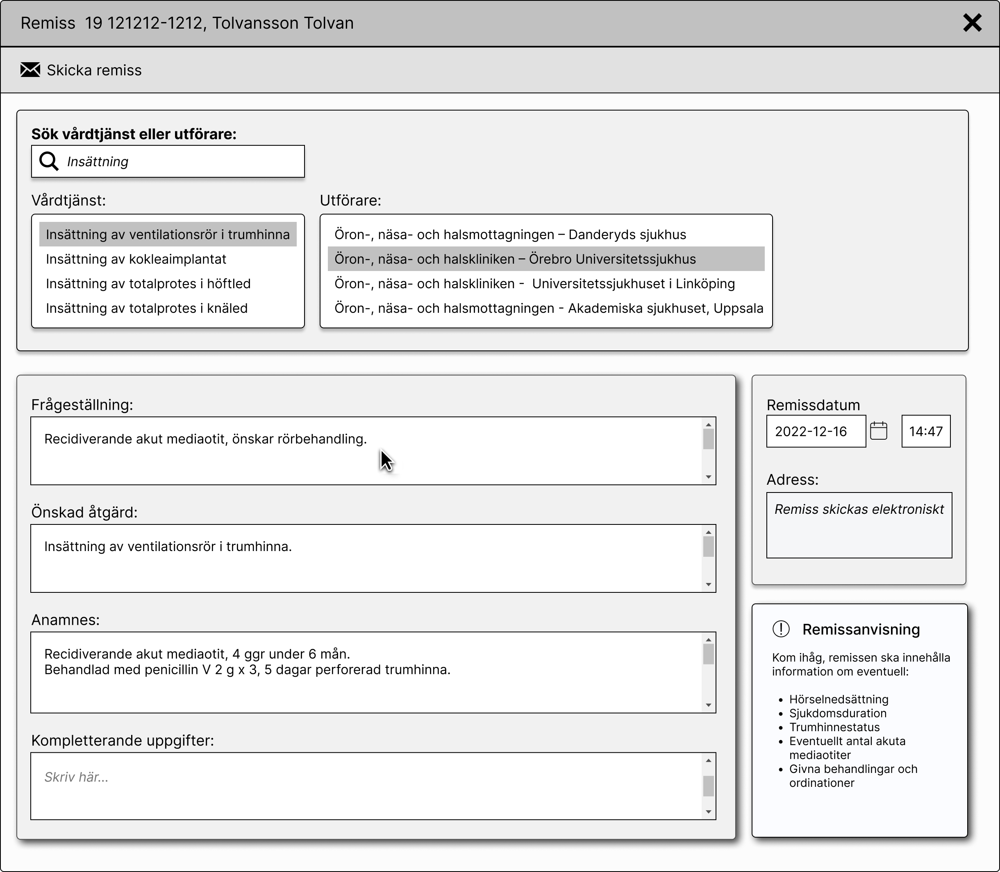 Remiss 19 121212-1212, Tolvansson Tolvan
Skicka remiss
Sök vårdtjänst eller utförare:
Insättning
Vårdtjänst:
Insättning av ventilationsrör i trumhinna
Insättning av kokleaimplantat
Insättning av totalprotes i höftled
Insättning av totalprotes i knäled
Utförare:
Öron-, näsa- och halsmottagningen – Danderyds sjukhus
Öron-, näsa- och halskliniken – Örebro Universitetssjukhus
Öron-, näsa- och halskliniken - Universitetssjukhuset i Linköping
Öron-, näsa- och halsmottagningen - Akademiska sjukhuset, Uppsala
Frågeställning:
Recidiverande akut mediaotit, önskar rörbehandling.
Önskad åtgärd:
Insättning av ventilationsrör i trumhinna.
Anamnes:
Recidiverande akut mediaotit, 4 ggr under 6 mån.
Behandlad med penicillin V 2 g x 3, 5 dagar perforerad trumhinna.
Kompletterande uppgifter:
Skriv här...
Remissdatum
2022-12-16
14:47
Adress:
Remiss skickas elektroniskt
Remissanvisning
Kom ihåg, remissen ska innehålla
information om eventuell:
• Hörselnedsättning
• Sjukdomsduration
• Trumhinnestatus
• Eventuellt antal akuta
mediaotiter
• Givna behandlingar och
ordinationer